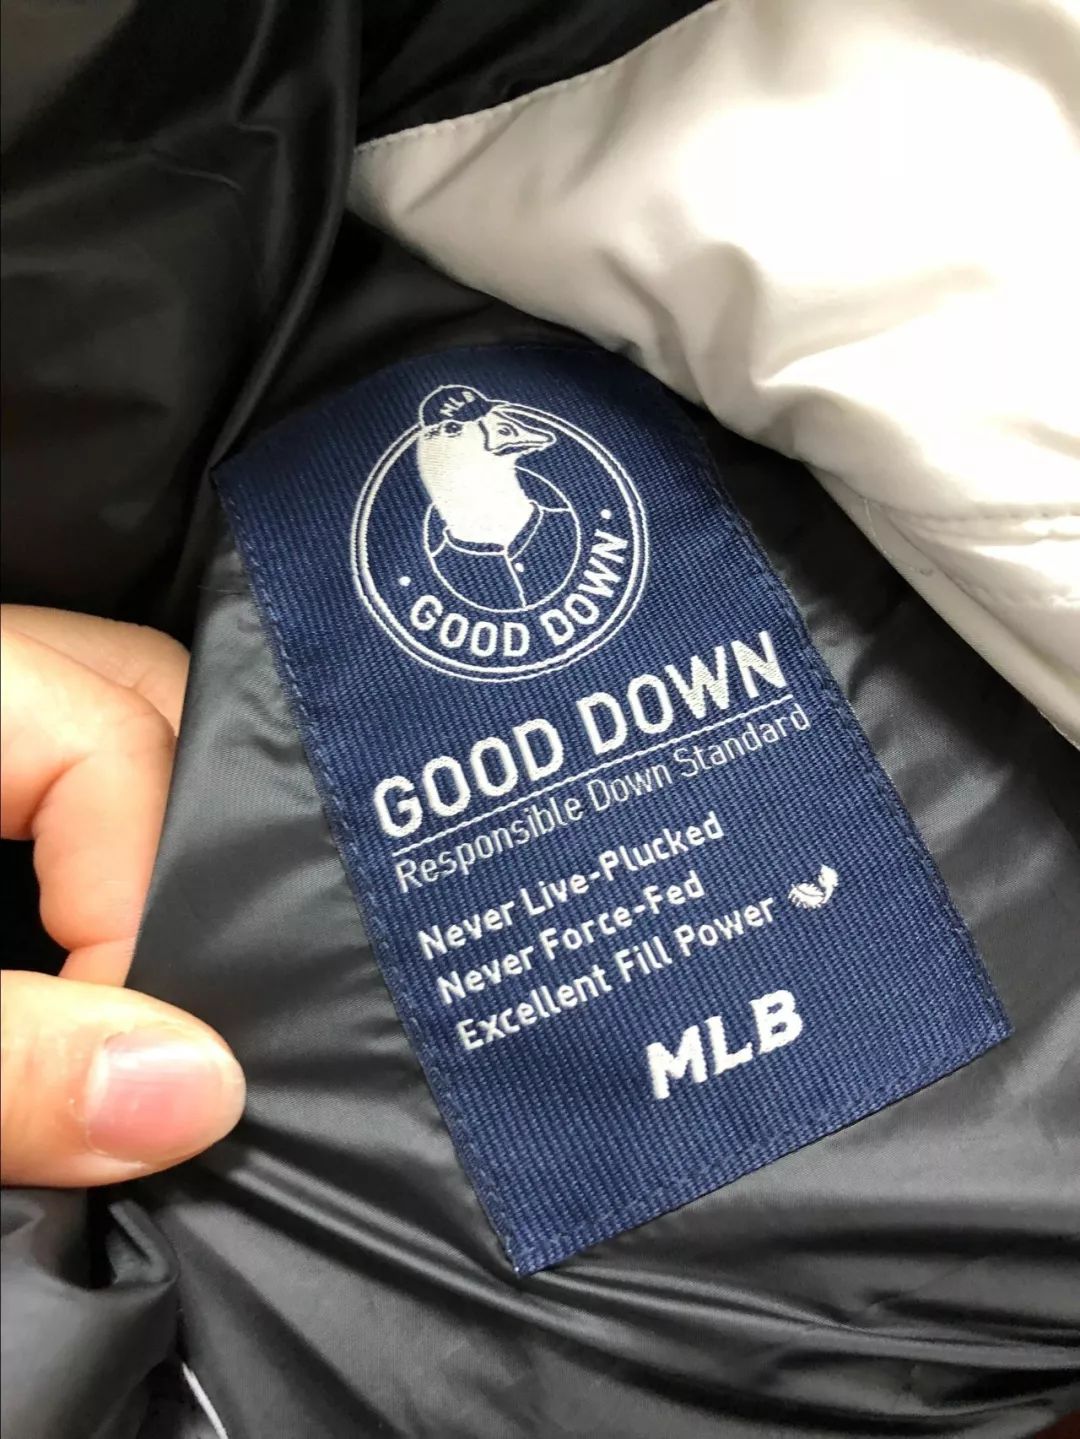 MLB
· GOOD DOWN ·
GOOD DOWN
Responsible Down Standard
Never Live-Plucked
Never Force-Fed
Excellent Fill Power
MLB